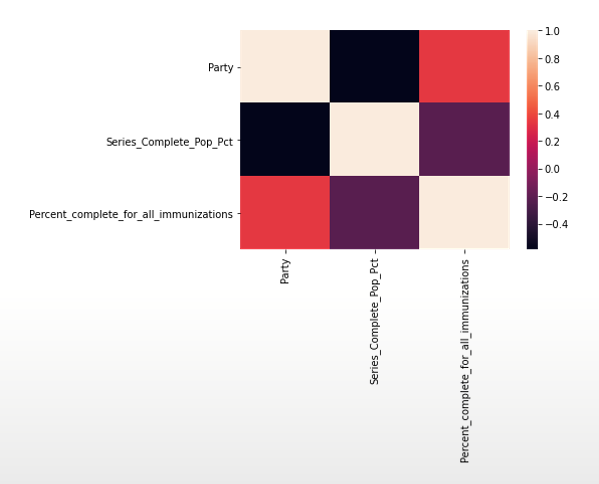 Party
Series_Complete_Pop_Pct
Percent_complete_for_all_immunizations
Party
Series_Complete_Pop_Pct
Percent_complete_for_all_immunizations
1.0
0.8
0.6
0.4
0.2
0.0
−0.2
−0.4